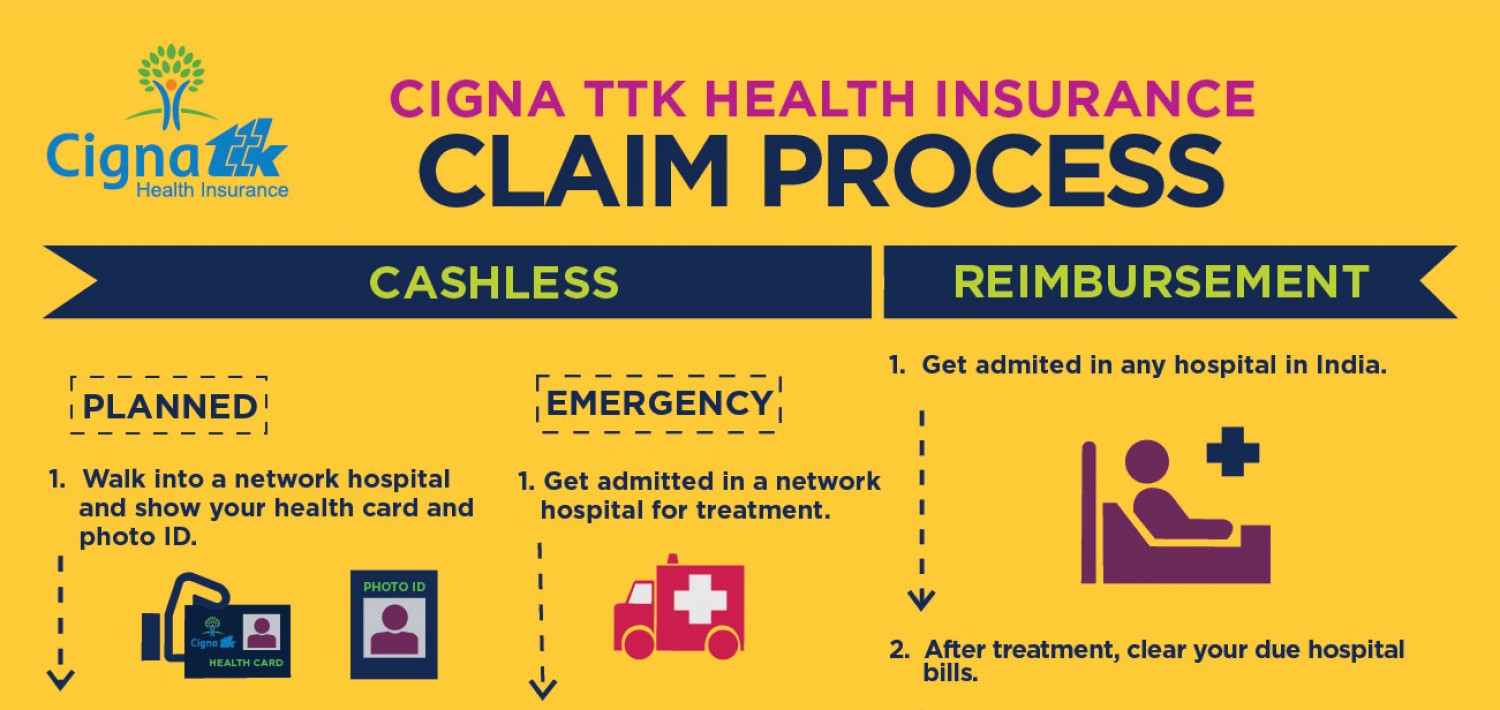 Cigna ttk
Health Insurance
CIGNA TTK HEALTH INSURANCE
CLAIM PROCESS
CASHLESS
REIMBURSEMENT
PLANNED
1. Walk into a network hospital
and show your health card and
photo ID.
Cigna ttk
HEALTH CARD
PHOTO ID
EMERGENCY
1. Get admitted in a network
hospital for treatment.
1. Get admited in any hospital in India.
2. After treatment, clear your due hospital
bills.